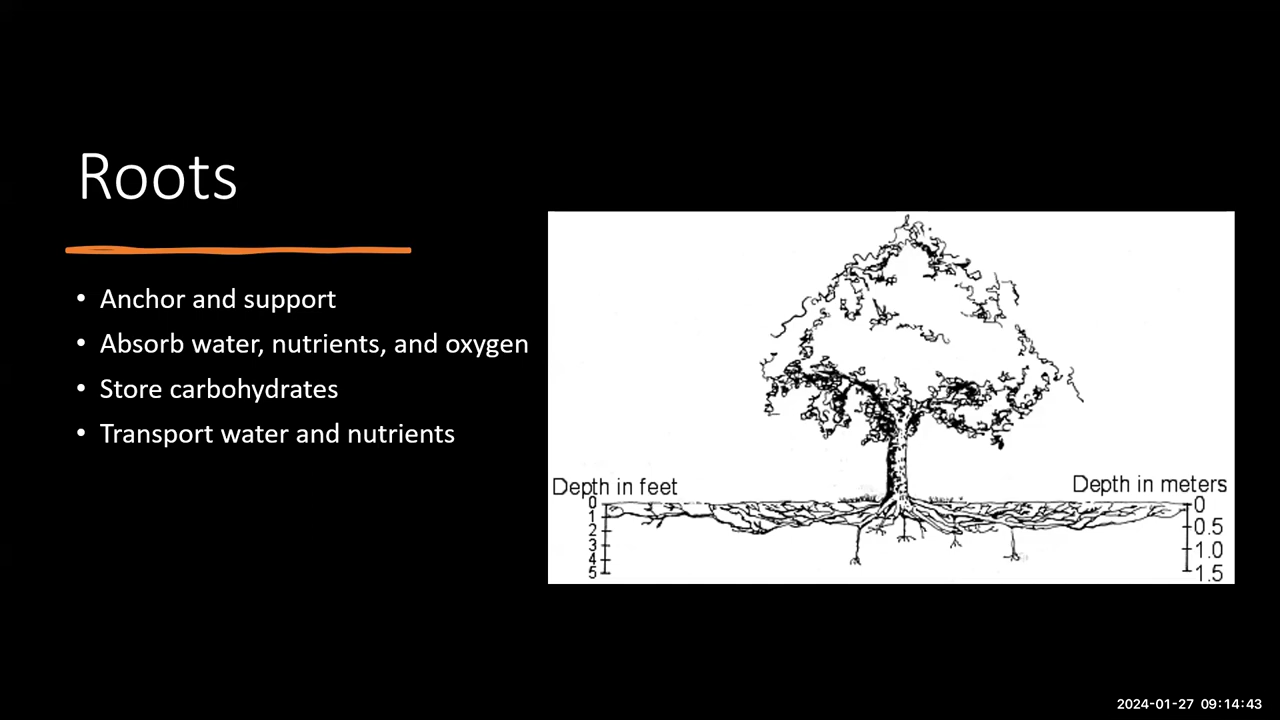 Roots
• Anchor and support
• Absorb water, nutrients, and oxygen
• Store carbohydrates
• Transport water and nutrients
Depth in feet
0
1
2
3
4
5
Depth in meters
0
0.5
1.0
1.5
2024-01-27 09:14:43